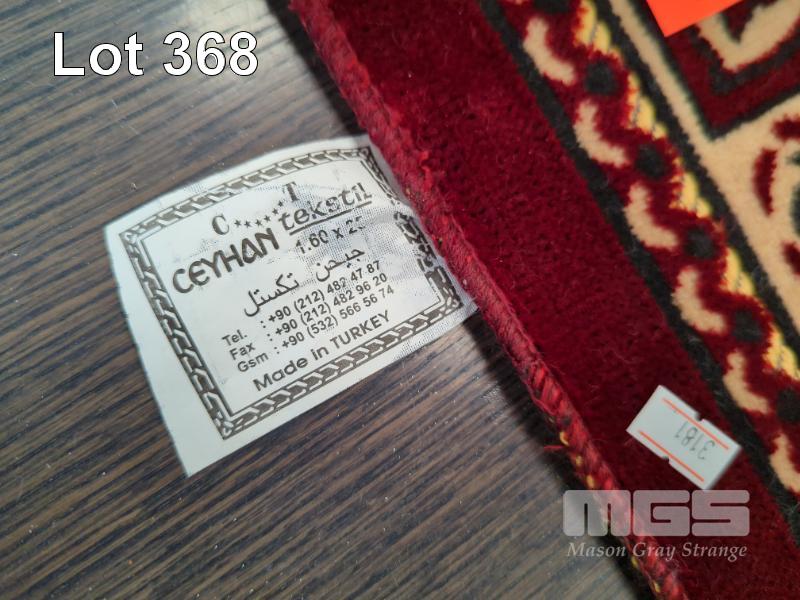 Lot 368
C T
CEYHAN tekstil
1.60 x
جيحن تكستل
Tel. : +90 (212) 482 47 87
Fax : +90 (212) 482 96 20
Gsm : +90 (532) 566 56 74
Made in TURKEY
3181
MGS
Mason Gray Strange